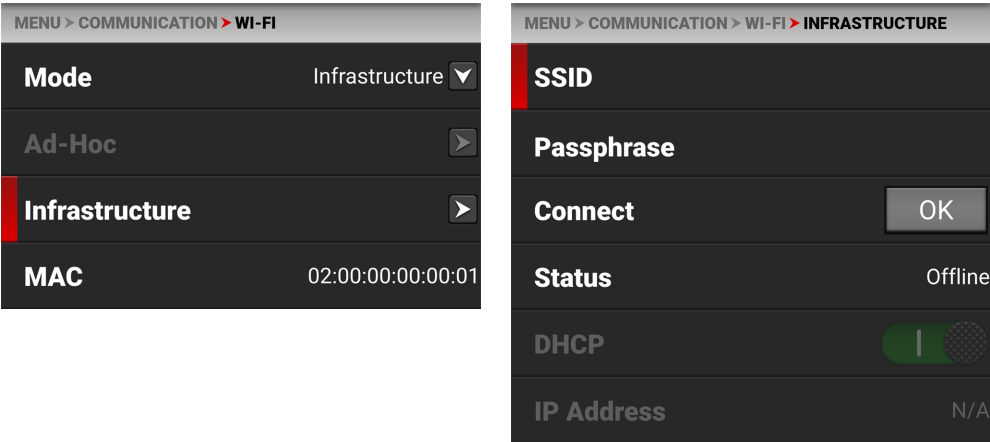 MENU > COMMUNICATION > WI-FI
Mode Infrastructure
Ad-Hoc
Infrastructure
MAC 02:00:00:00:00:01
MENU > COMMUNICATION > WI-FI > INFRASTRUCTURE
SSID
Passphrase
Connect OK
Status Offline
DHCP
IP Address N/A